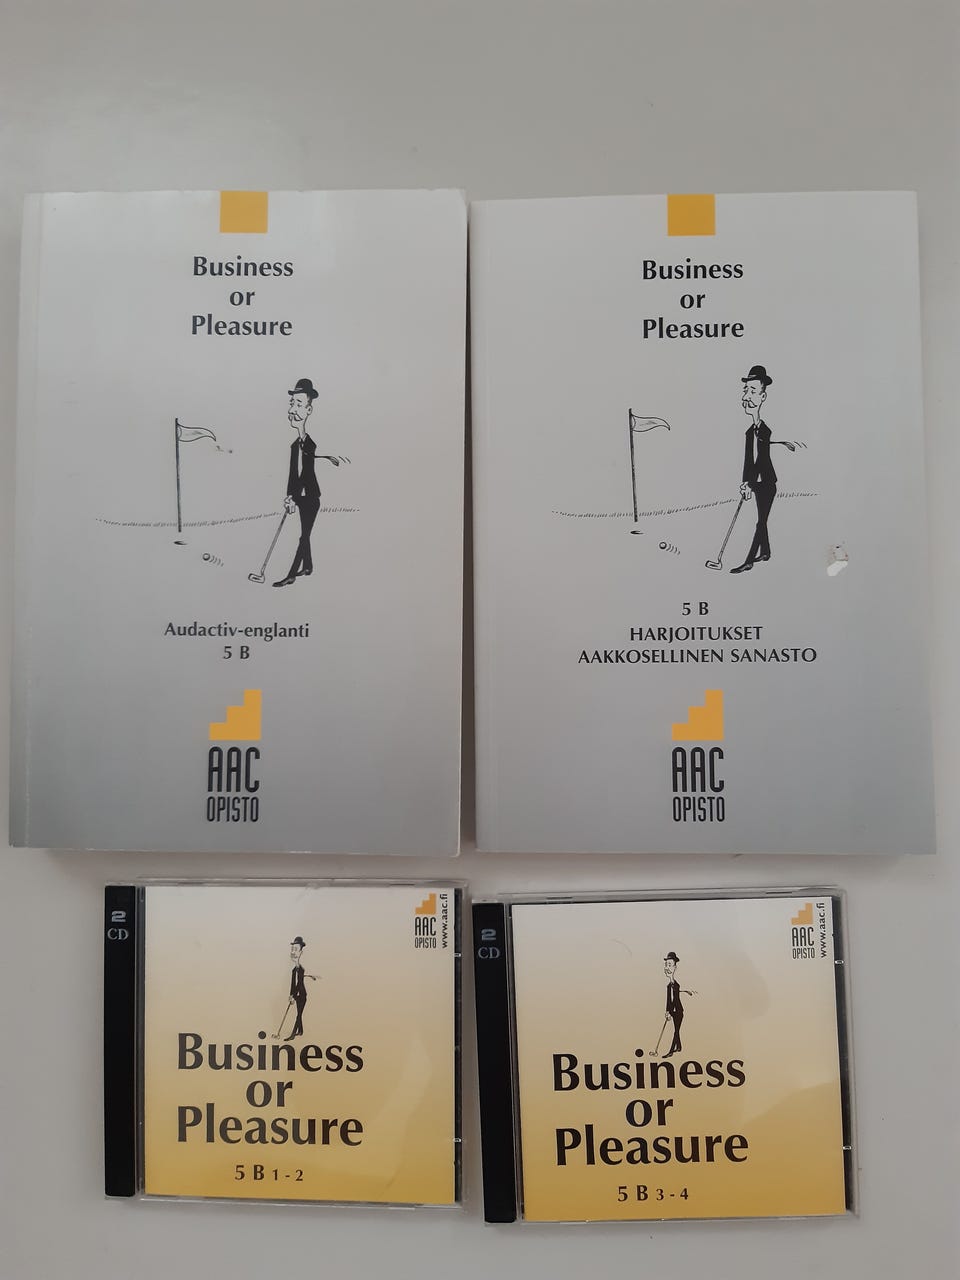 Business
or
Pleasure
Audactiv-englanti
5 B
AAC
OPISTO
Business
or
Pleasure
5 B
HARJOITUKSET
AAKKOSELLINEN SANASTO
AAC
OPISTO
2
CD
AAC
OPISTO
www.aac.fi
Business
or
Pleasure
5 B 1 - 2
2
CD
AAC
OPISTO
www.aac.fi
Business
or
Pleasure
5 B 3 - 4